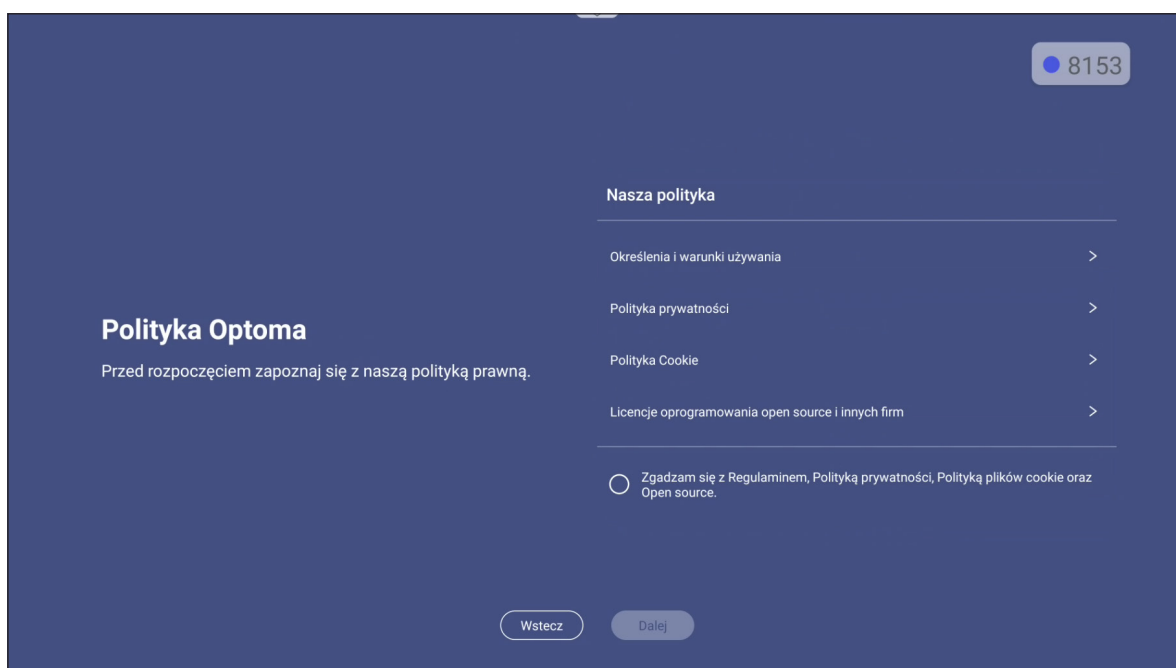 8153
Polityka Optoma
Przed rozpoczęciem zapoznaj się z naszą polityką prawną.
Nasza polityka
Określenia i warunki używania
Polityka prywatności
Polityka Cookie
Licencje oprogramowania open source i innych firm
Zgadzam się z Regulaminem, Polityką prywatności, Polityką plików cookie oraz
Open source.
Wstecz
Dalej